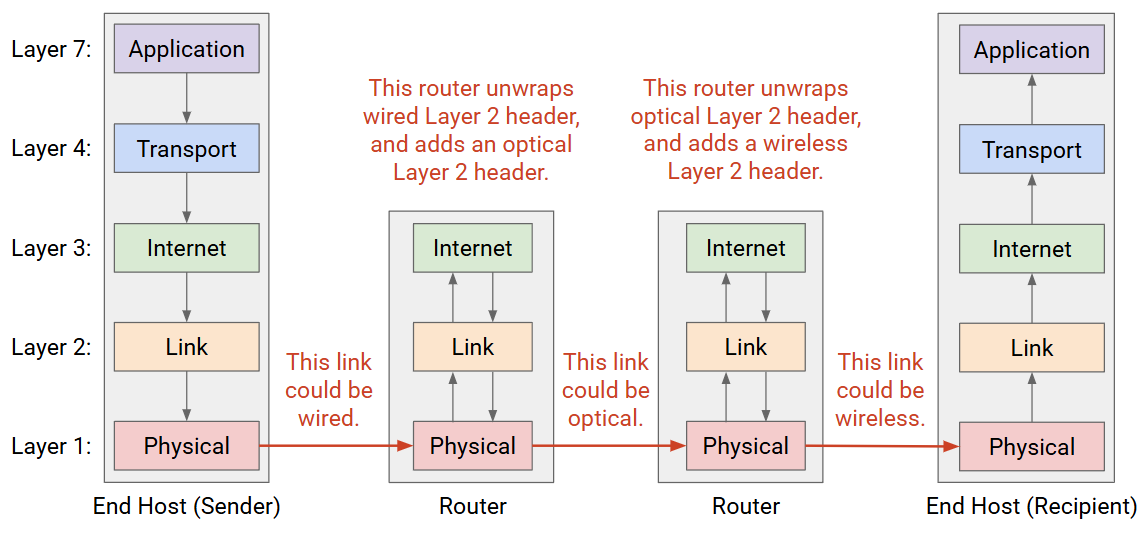 Layer 7:
Application
Application
This router unwraps
wired Layer 2 header,
and adds an optical
Layer 2 header.
This router unwraps
optical Layer 2 header,
and adds a wireless
Layer 2 header.
Layer 4:
Transport
Transport
Layer 3:
Internet
Internet
Internet
Internet
Layer 2:
Link
Link
Link
Link
This link
could be
wired.
This link
could be
optical.
This link
could be
wireless.
Layer 1:
Physical
Physical
Physical
Physical
End Host (Sender)
Router
Router
End Host (Recipient)